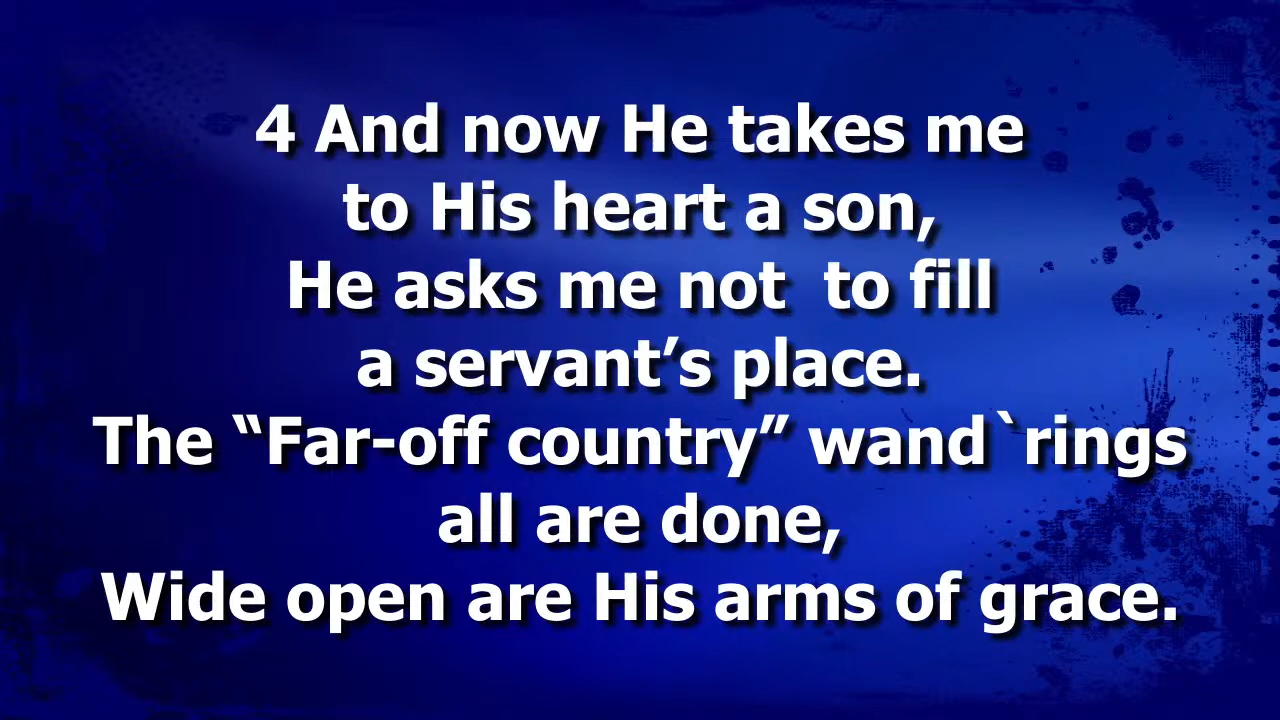 4 And now He takes me
to His heart a son,
He asks me not  to fill
a servant’s place.
The “Far-off country” wand`rings
all are done,
Wide open are His arms of grace.